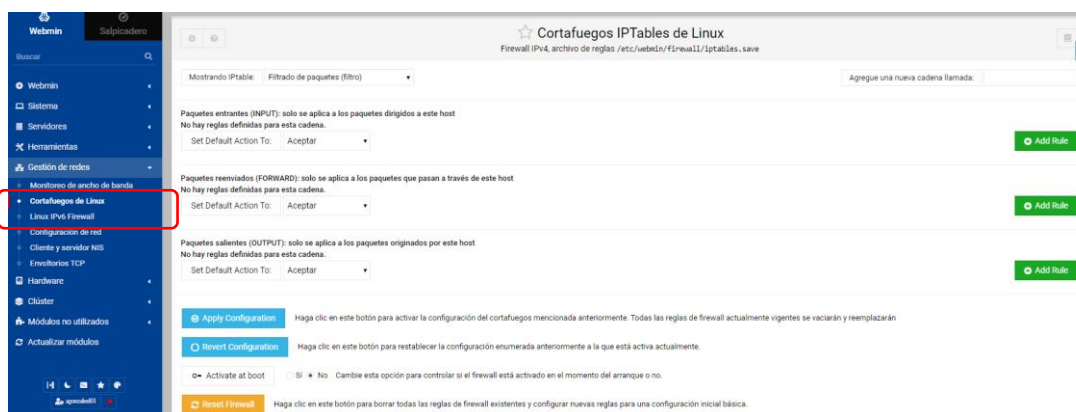 Webmin
Salpicadero
Buscar
Webmin
Sistema
Servidores
Herramientas
Gestión de redes
Monitoreo de ancho de banda
Cortafuegos de Linux
Linux IPv6 Firewall
Configuración de red
Cliente y servidor NIS
Envoltorios TCP
Hardware
Clúster
Módulos no utilizados
Actualizar módulos
Cortafuegos IPTables de Linux
Firewall IPv4, archivo de reglas /etc/webmin/firewall/iptables.save
Mostrando IPtable: Filtrado de paquetes (filtro)
Agregue una nueva cadena llamada:
Paquetes entrantes (INPUT): solo se aplica a los paquetes dirigidos a este host
No hay reglas definidas para esta cadena.
Set Default Action To: Aceptar
Add Rule
Paquetes reenviados (FORWARD): solo se aplica a los paquetes que pasan a través de este host
No hay reglas definidas para esta cadena.
Set Default Action To: Aceptar
Add Rule
Paquetes salientes (OUTPUT): solo se aplica a los paquetes originados por este host
No hay reglas definidas para esta cadena.
Set Default Action To: Aceptar
Add Rule
Apply Configuration Haga clic en este botón para activar la configuración del cortafuegos mencionada anteriormente. Todas las reglas de firewall actualmente vigentes se vaciarán y reemplazarán
Revert Configuration Haga clic en este botón para restablecer la configuración enumerada anteriormente a la que está activa actualmente.
Activate at boot Sí No Cambie esta opción para controlar si el firewall está activado en el momento del arranque o no.
Reset Firewall Haga clic en este botón para borrar todas las reglas de firewall existentes y configurar nuevas reglas para una configuración inicial básica.